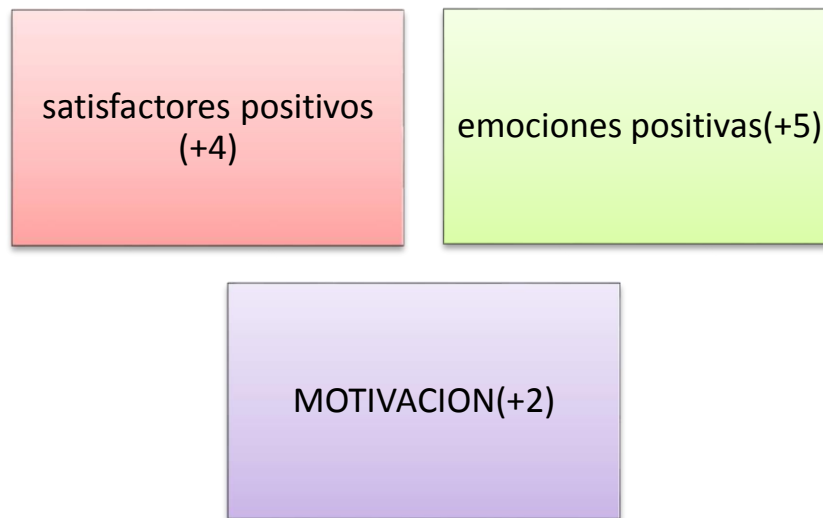 satisfactores positivos
(+4)
emociones positivas(+5)
MOTIVACION(+2)